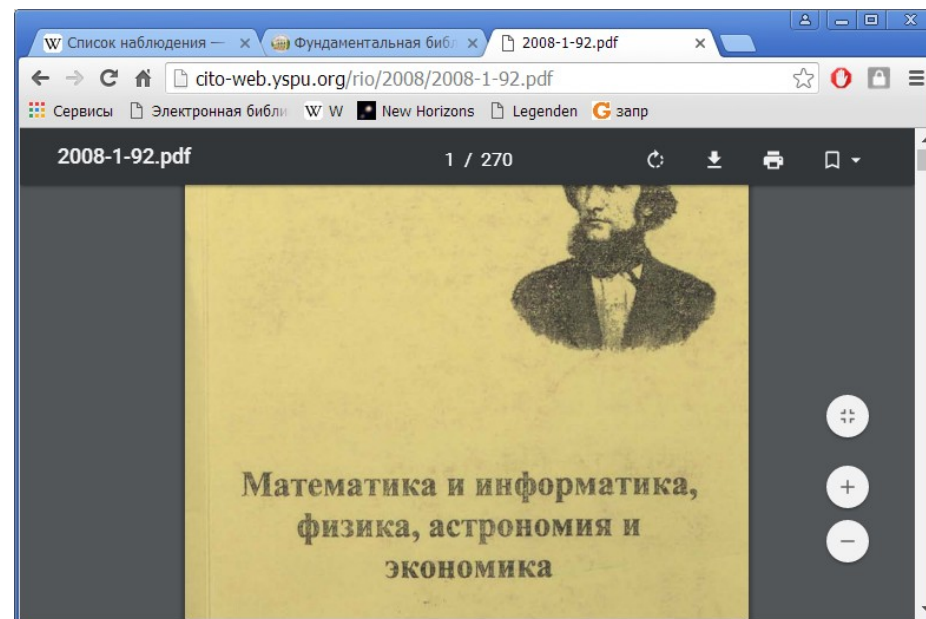 Список наблюдения —
Фундаментальная библ
2008-1-92.pdf
cito-web.yspu.org/rio/2008/2008-1-92.pdf
Сервисы Электронная библи W W New Horizons Legenden G запр
2008-1-92.pdf 1 / 270
Математика и информатика,
физика, астрономия и
экономика